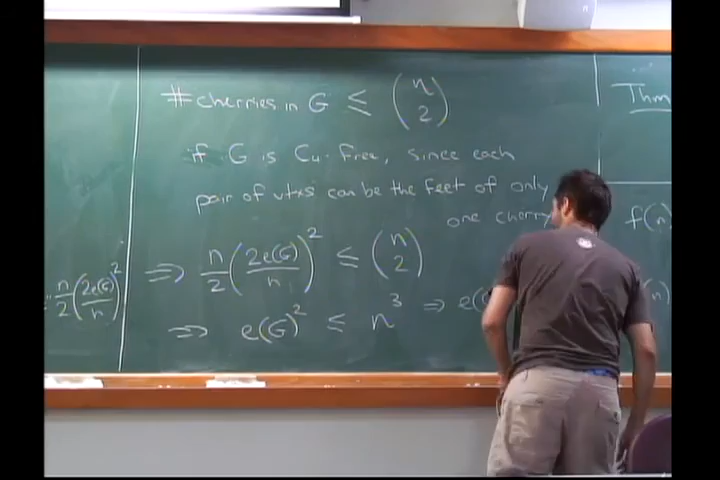 #cherries in G ≤ (n 2)
if G is C4-free, since each
pair of vtxs can be the feet of only
one cherry
⇒ n/2 (2e(G)/n)^2 ≤ (n 2)
⇒ e(G)^2 ≤ n^3 ⇒ e(G
n/2 (2e(G)/n)^2
Thm
f(n)
(n)